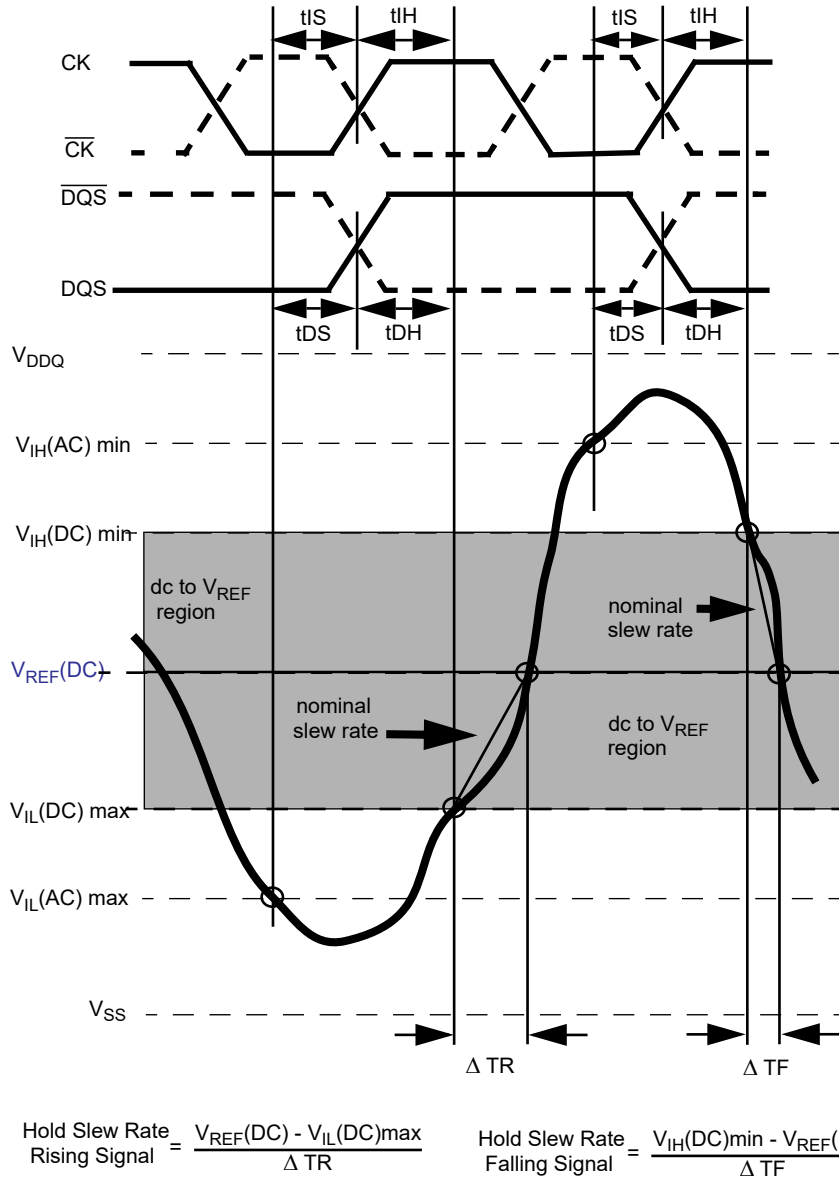 tIS tIH tIS tIH
CK
CK
DQS
DQS
tDS tDH tDS tDH
VDDQ
VIH(AC) min
VIH(DC) min
dc to VREF
region
nominal
slew rate
VREF(DC)
nominal
slew rate
dc to VREF
region
VIL(DC) max
VIL(AC) max
VSS
Δ TR Δ TF
Hold Slew Rate
Rising Signal
= VREF(DC) - VIL(DC)max
Δ TR
Hold Slew Rate
Falling Signal
= VIH(DC)min - VREF(
Δ TF